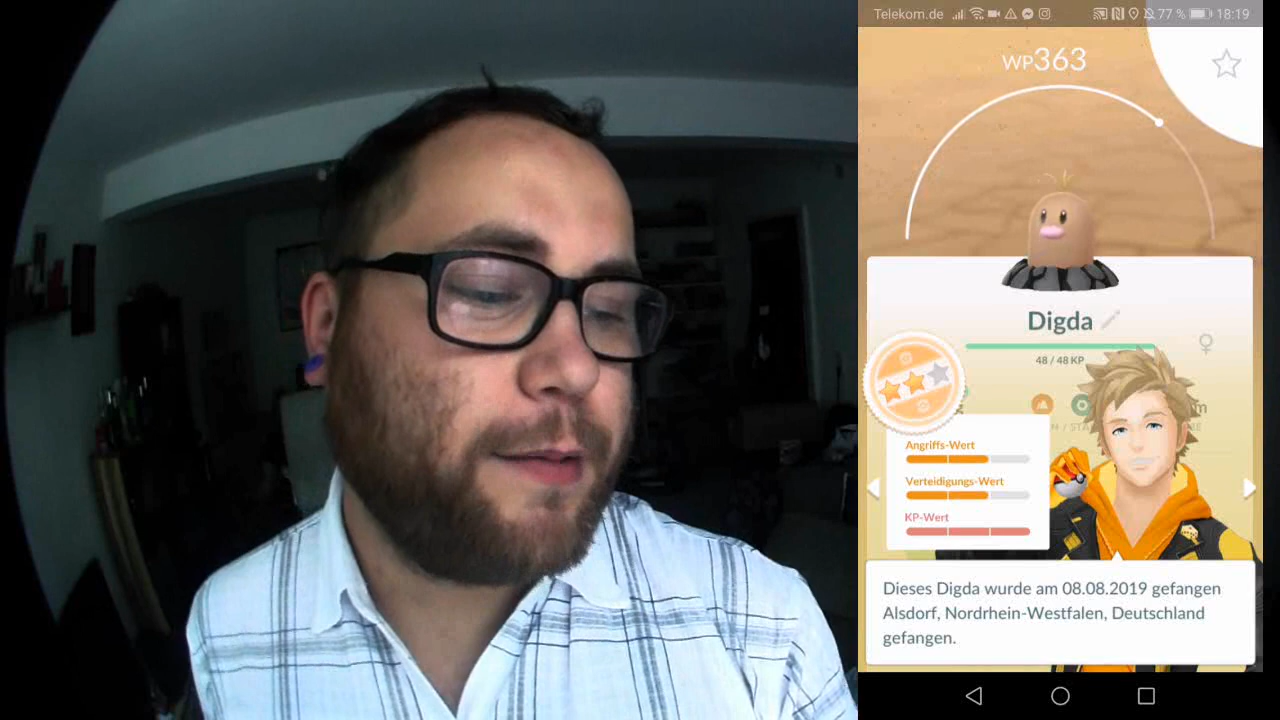 Telekom.de 77 % 18:19
WP363
Digda
48 / 48 KP
Angriffs-Wert
Verteidigungs-Wert
KP-Wert
Dieses Digda wurde am 08.08.2019 gefangen
Alsdorf, Nordrhein-Westfalen, Deutschland
gefangen.